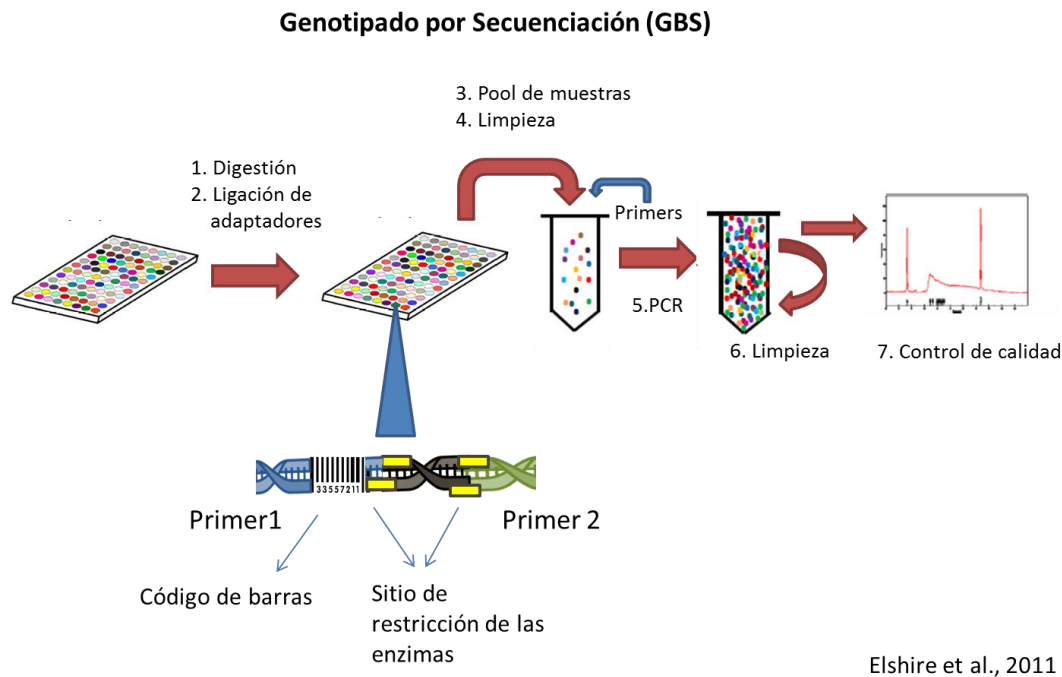 Genotipado por Secuenciación (GBS)
3. Pool de muestras
4. Limpieza
1. Digestión
2. Ligación de
adaptadores
Primers
5.PCR
6. Limpieza
7. Control de calidad
33557211
Primer1
Primer 2
Código de barras
Sitio de
restricción de las
enzimas
Elshire et al., 2011